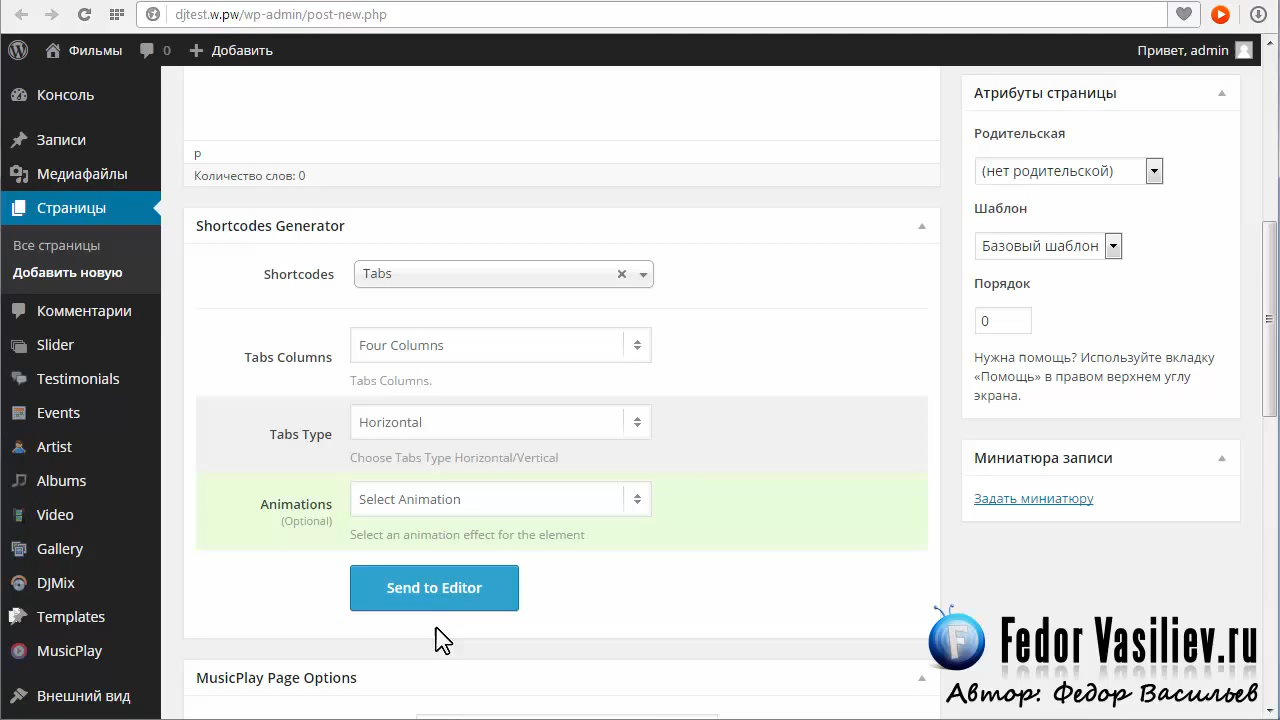 djtest.w.pw/wp-admin/post-new.php
Фильмы
0
Добавить
Привет, admin
Консоль
Записи
Медиафайлы
Страницы
Все страницы
Добавить новую
Комментарии
Slider
Testimonials
Events
Artist
Albums
Video
Gallery
DJMix
Templates
MusicPlay
Внешний вид
p
Количество слов: 0
Shortcodes Generator
Shortcodes
Tabs
Tabs Columns
Four Columns
Tabs Columns.
Tabs Type
Horizontal
Choose Tabs Type Horizontal/Vertical
Animations
(Optional)
Select Animation
Select an animation effect for the element
Send to Editor
MusicPlay Page Options
Атрибуты страницы
Родительская
(нет родительской)
Шаблон
Базовый шаблон
Порядок
0
Нужна помощь? Используйте вкладку
«Помощь» в правом верхнем углу
экрана.
Миниатюра записи
Задать миниатюру
F
Fedor Vasiliev.ru
Автор: Федор Васильев